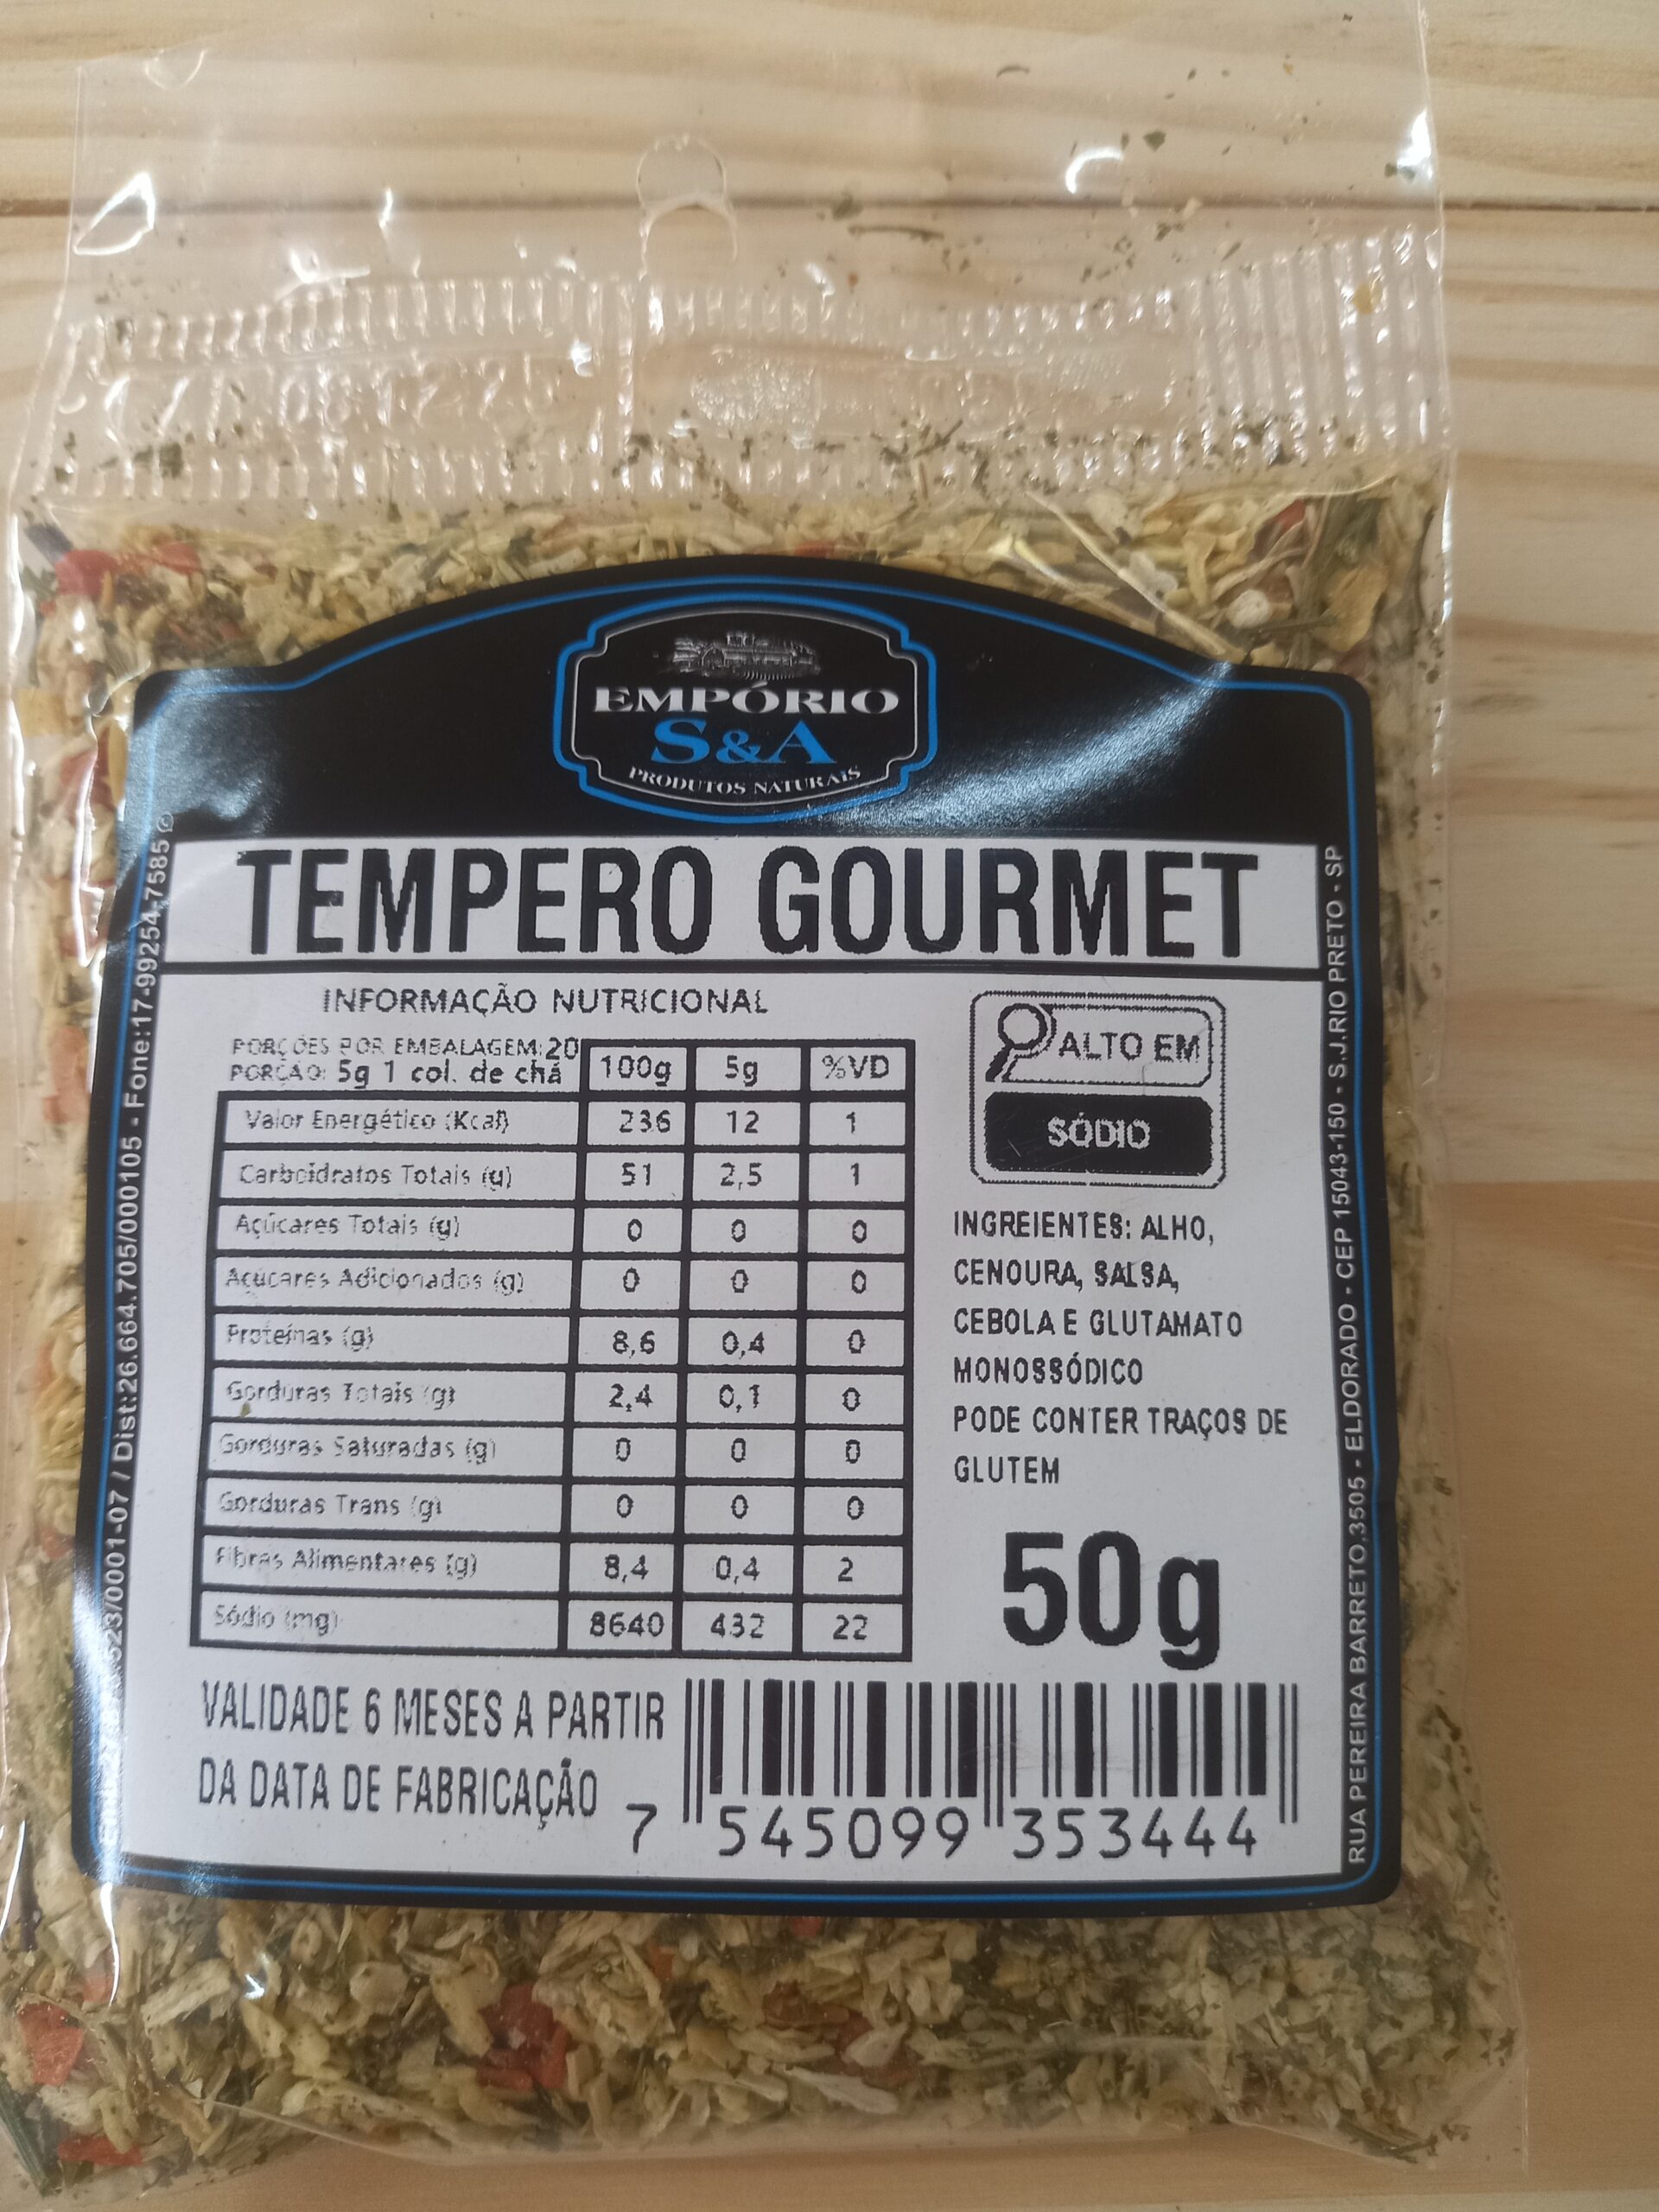 EMPÓRIO
S&A
PRODUTOS NATURAIS
TEMPERO GOURMET
INFORMAÇÃO NUTRICIONAL
PORÇÕES POR EMBALAGEM:20
PORÇÃO: 5g 1 col. de chá 100g 5g %VD
Valor Energético (Kcal) 236 12 1
Carboidratos Totais (g) 51 2,5 1
Açúcares Totais (g) 0 0 0
Açúcares Adicionados (g) 0 0 0
Proteínas (g) 8,6 0,4 0
Gorduras Totais (g) 2,4 0,1 0
Gorduras Saturadas (g) 0 0 0
Gorduras Trans (g) 0 0 0
Fibras Alimentares (g) 8,4 0,4 2
Sódio (mg) 8640 432 22
ALTO EM
SÓDIO
INGREIENTES: ALHO,
CENOURA, SALSA,
CEBOLA E GLUTAMATO
MONOSSÓDICO
PODE CONTER TRAÇOS DE
GLUTEM
50g
VALIDADE 6 MESES A PARTIR
DA DATA DE FABRICAÇÃO
7 545099 353444
523/0001-07 / Dist:26.664.705/000105 - Fone:17-99254-7585
RUA PEREIRA BARRETO.3505 - ELDORADO - CEP 15043-150 - S.J.RIO PRETO - SP